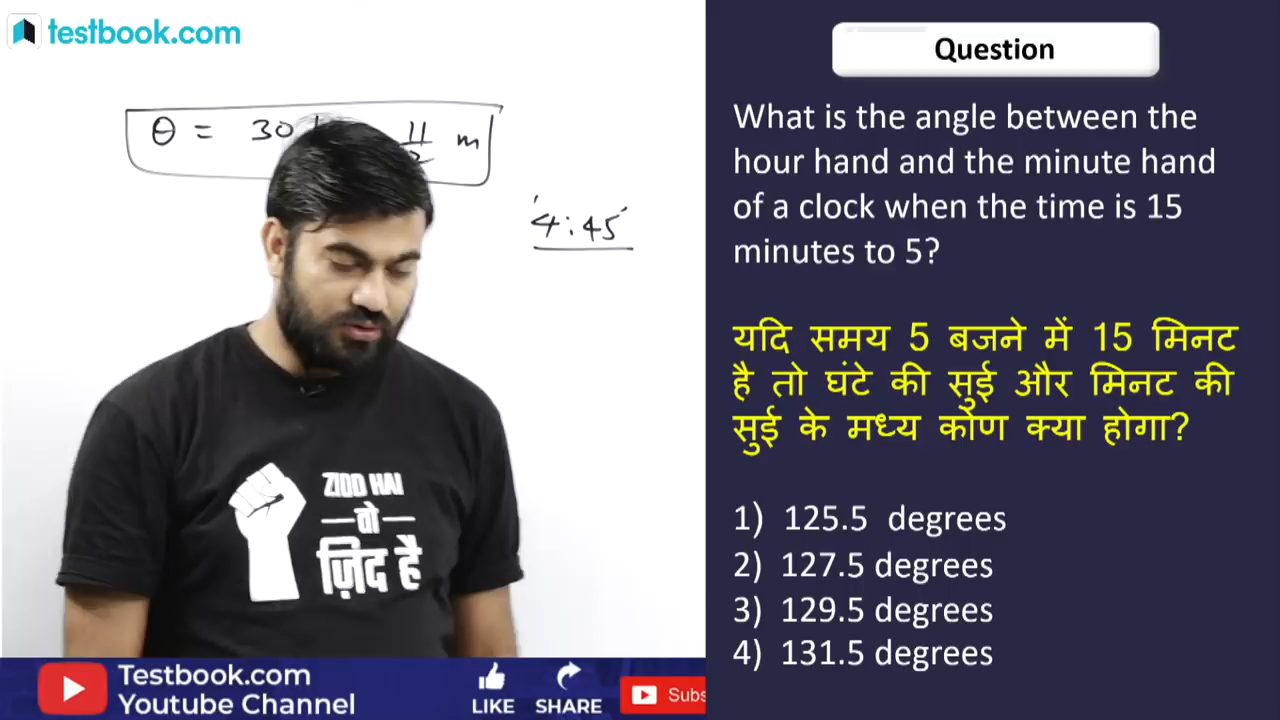 testbook.com
θ = 30 11 m
4:45
ZIDD HAI
वो
ज़िद है
Testbook.com
Youtube Channel
LIKE
SHARE
Subs
Question
What is the angle between the
hour hand and the minute hand
of a clock when the time is 15
minutes to 5?
यदि समय 5 बजने में 15 मिनट
है तो घंटे की सुई और मिनट की
सुई के मध्य कोण क्या होगा?
1) 125.5 degrees
2) 127.5 degrees
3) 129.5 degrees
4) 131.5 degrees